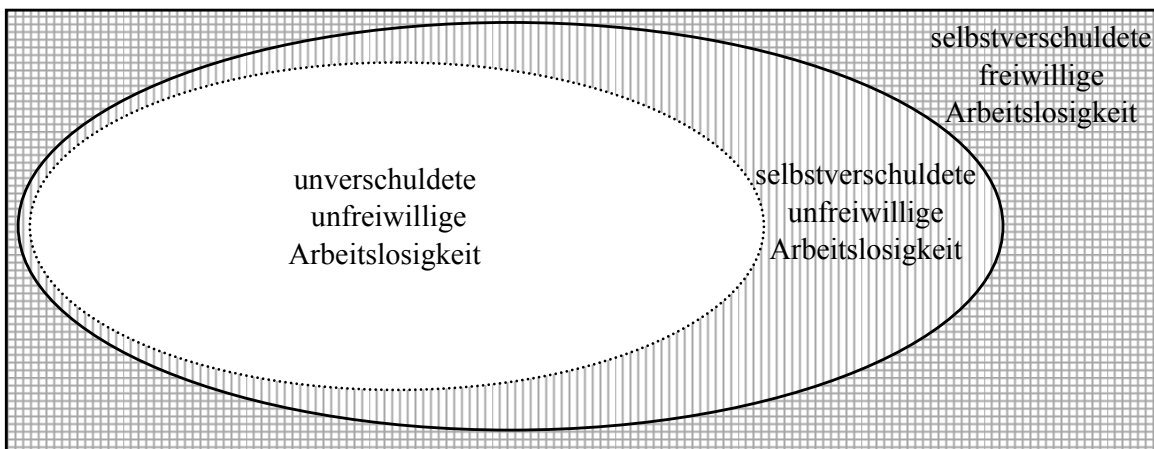 selbstverschuldete
freiwillige
Arbeitslosigkeit
unverschuldete
unfreiwillige
Arbeitslosigkeit
selbstverschuldete
unfreiwillige
Arbeitslosigkeit